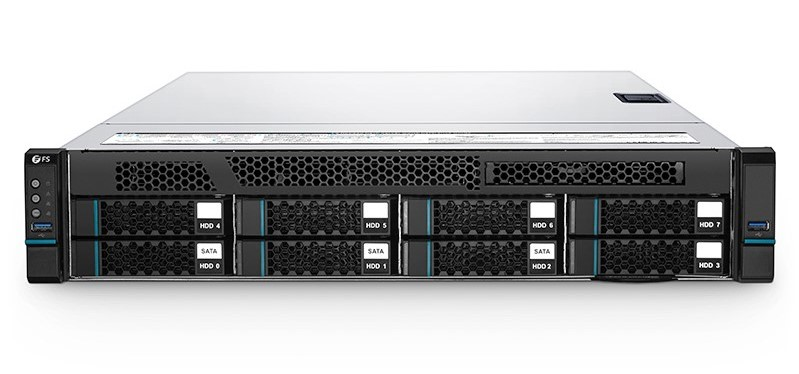 FS
HDD 4
HDD 5
HDD 6
HDD 7
SATA
HDD 0
SATA
HDD 1
SATA
HDD 2
HDD 3